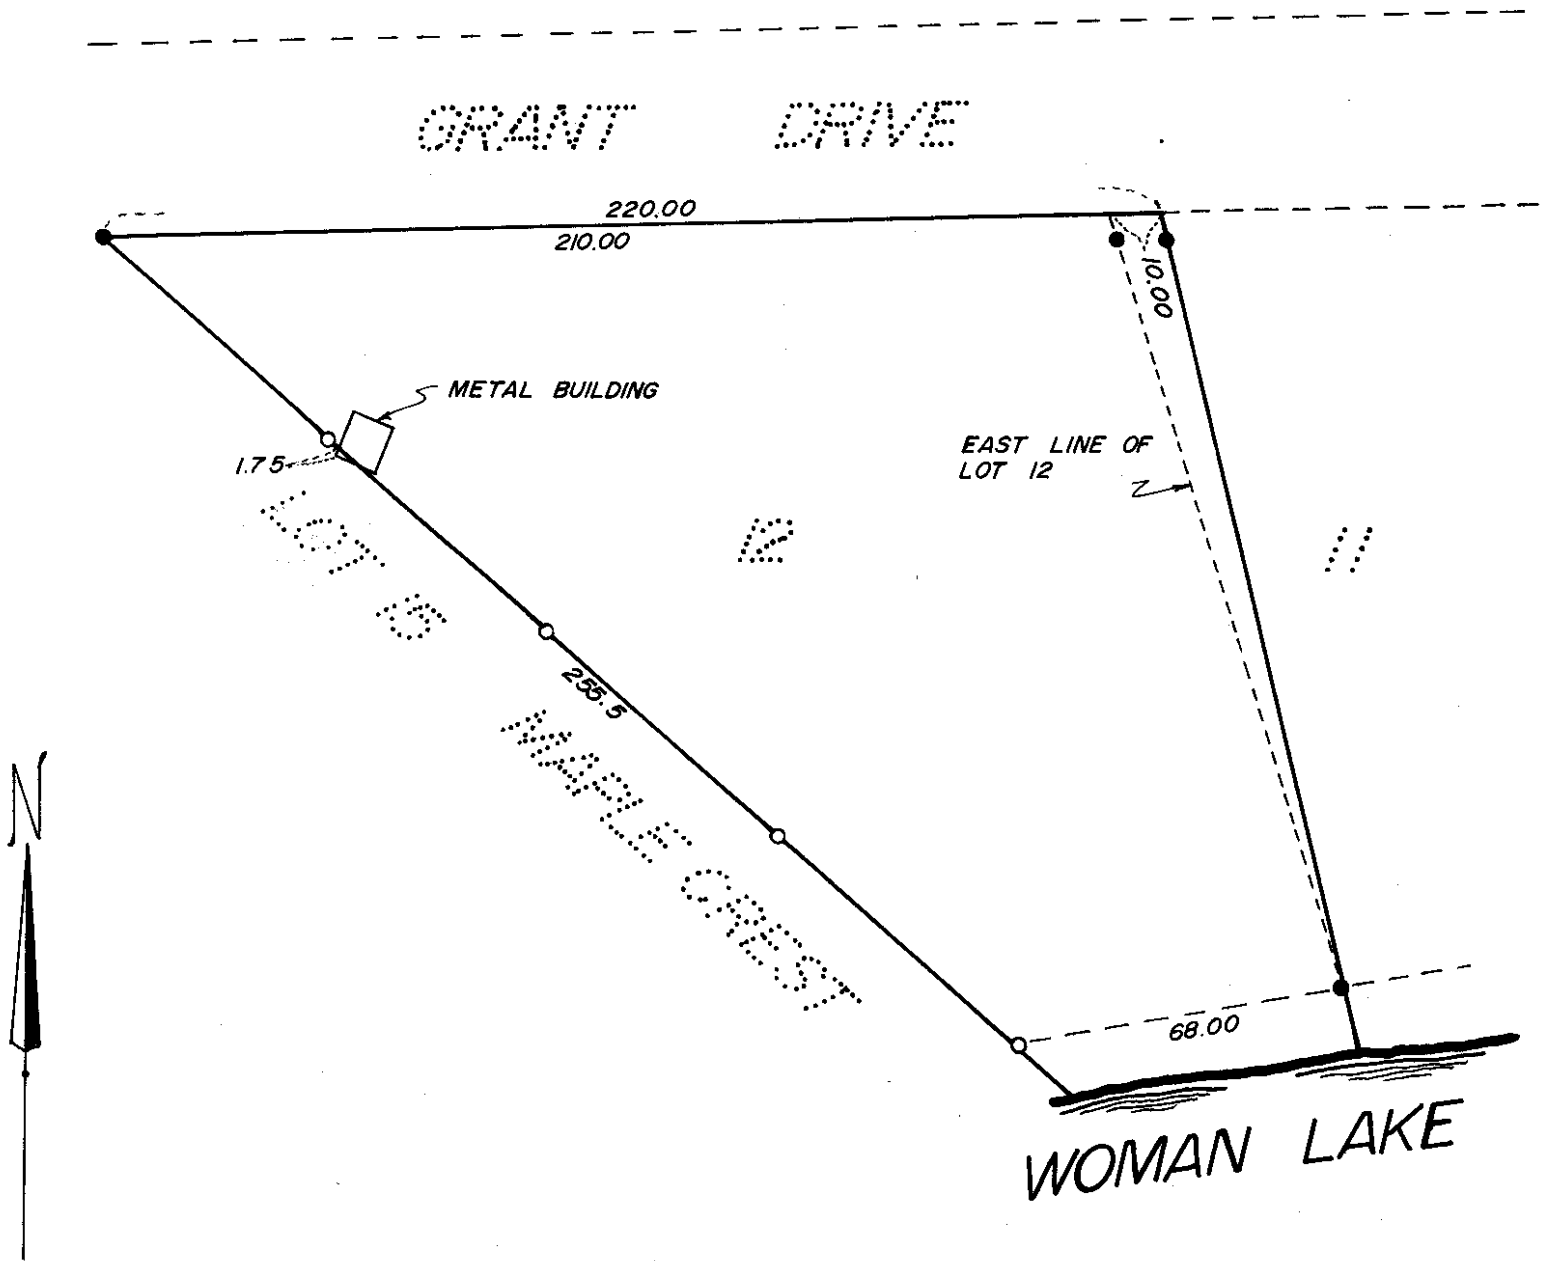 GRANT DRIVE
220.00
210.00
10.00
METAL BUILDING
1.75
EAST LINE OF
LOT 12
LOT 13
12
11
255.5
MAPLE CREST
N
68.00
WOMAN LAKE